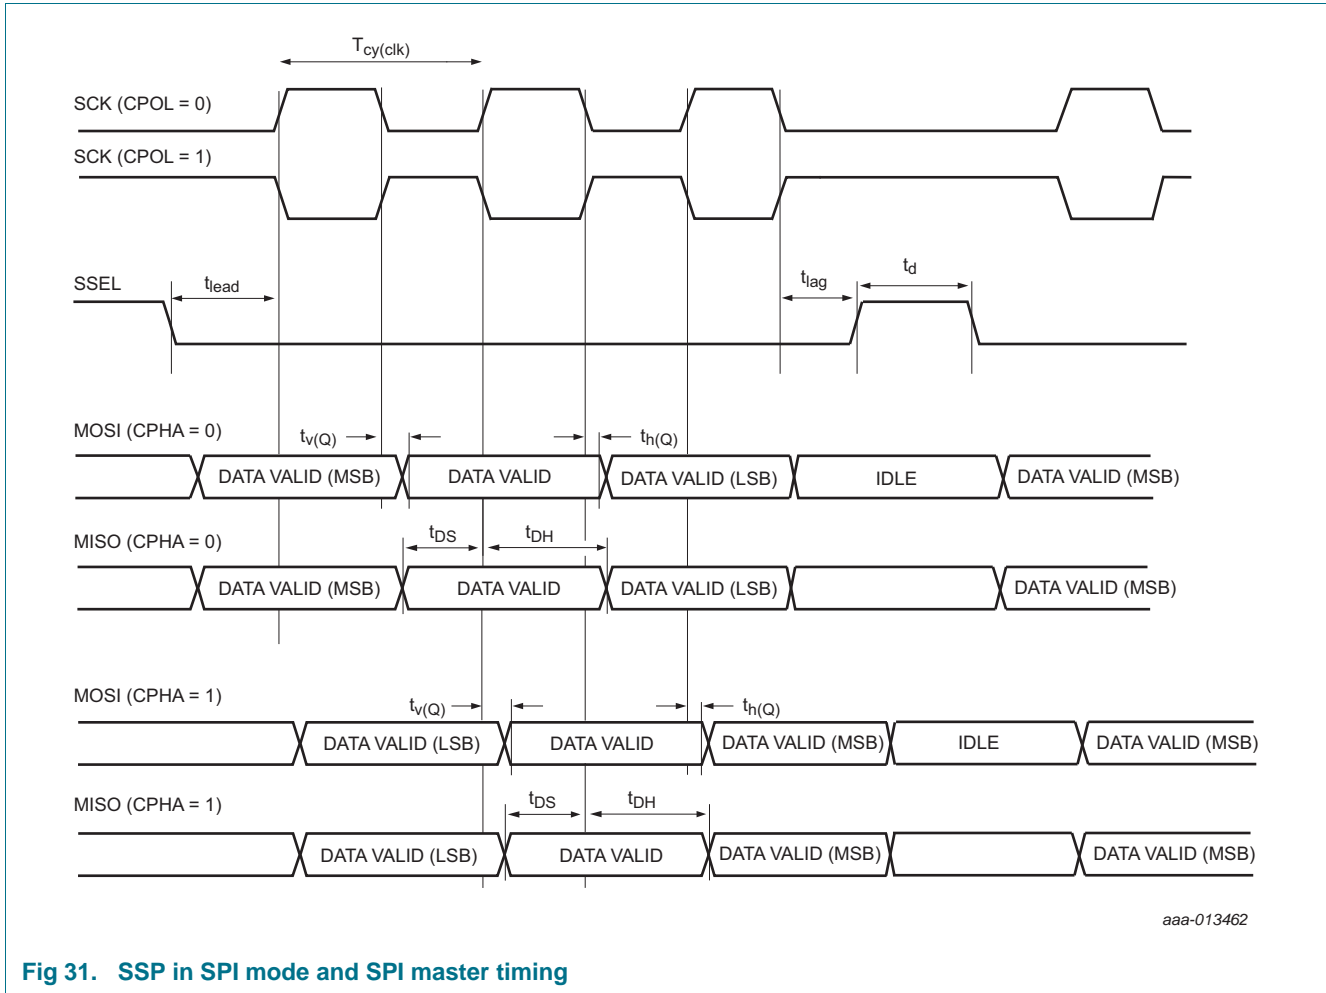 Tcy(clk)
SCK (CPOL = 0)
SCK (CPOL = 1)
SSEL
tlead
tlag
td
MOSI (CPHA = 0)
tv(Q)
th(Q)
DATA VALID (MSB) DATA VALID DATA VALID (LSB) IDLE DATA VALID (MSB)
MISO (CPHA = 0)
tDS
tDH
DATA VALID (MSB) DATA VALID DATA VALID (LSB) DATA VALID (MSB)
MOSI (CPHA = 1)
tv(Q)
th(Q)
DATA VALID (LSB) DATA VALID DATA VALID (MSB) IDLE DATA VALID (MSB)
MISO (CPHA = 1)
tDS
tDH
DATA VALID (LSB) DATA VALID DATA VALID (MSB) DATA VALID (MSB)
aaa-013462
Fig 31. SSP in SPI mode and SPI master timing